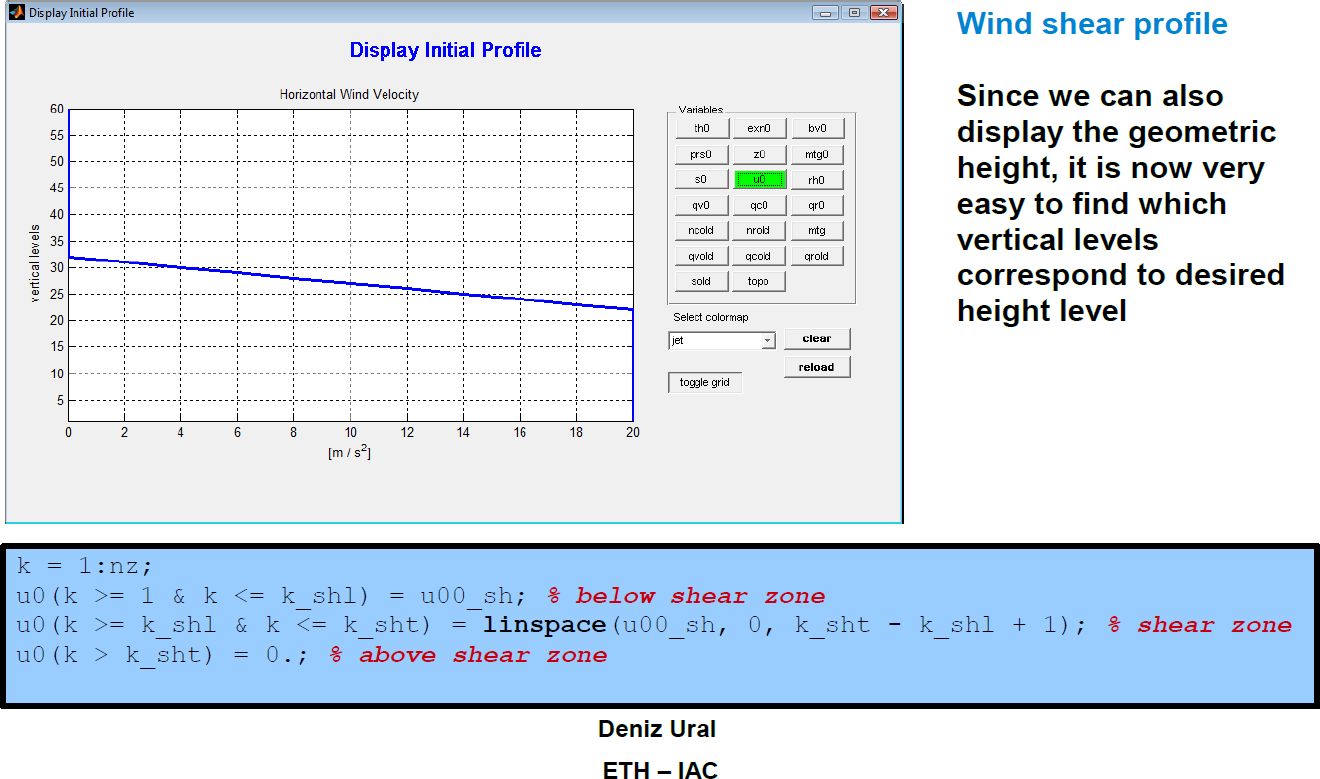 Display Initial Profile
Display Initial Profile
Horizontal Wind Velocity
60
55
50
45
40
35
30
25
20
15
10
5
vertical levels
0 2 4 6 8 10 12 14 16 18 20
[m / s²]
Variables
th0 exn0 bv0
prs0 z0 mtg0
s0 u0 rh0
qv0 qc0 qr0
ncold nrold mtg
qvold qcold qrold
sold topo
Select colormap
jet
clear
reload
toggle grid
Wind shear profile
Since we can also
display the geometric
height, it is now very
easy to find which
vertical levels
correspond to desired
height level
k = 1:nz;
u0(k >= 1 & k <= k_shl) = u00_sh; % below shear zone
u0(k >= k_shl & k <= k_sht) = linspace(u00_sh, 0, k_sht - k_shl + 1); % shear zone
u0(k > k_sht) = 0.; % above shear zone
Deniz Ural
ETH – IAC